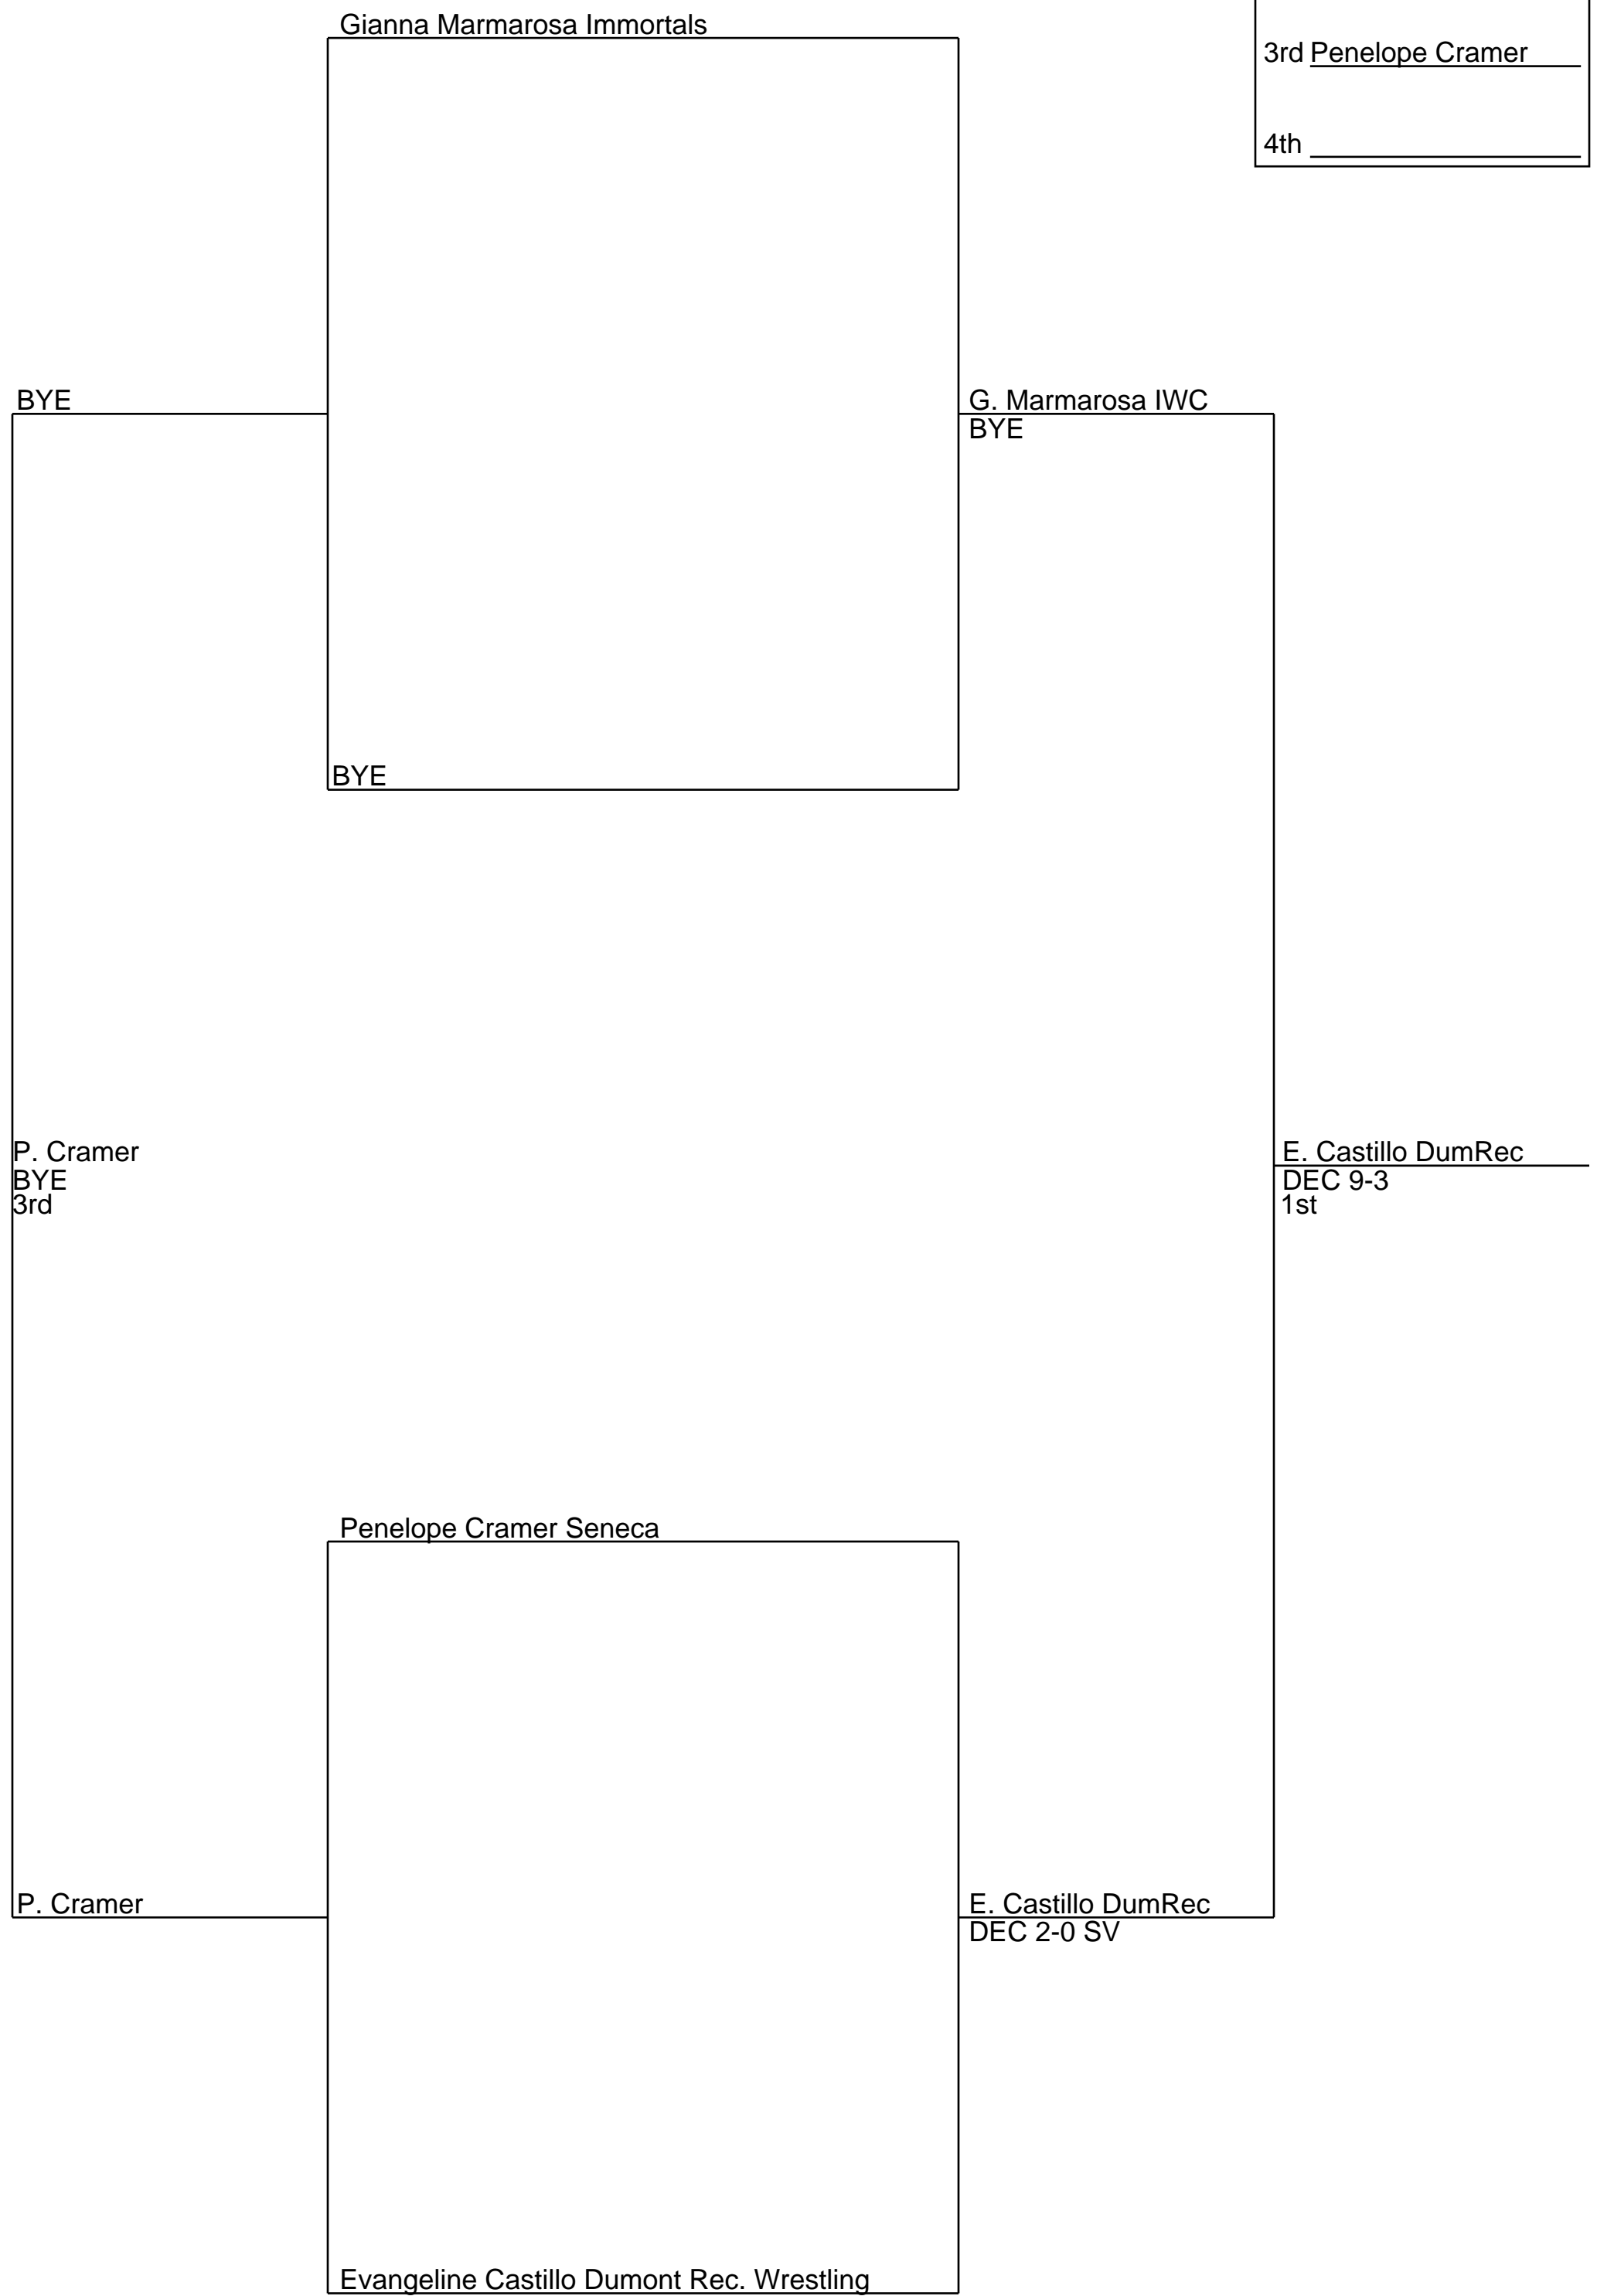 Gianna Marmarosa Immortals
3rd Penelope Cramer
4th
BYE
G. Marmarosa IWC
BYE
BYE
P. Cramer
BYE
3rd
E. Castillo DumRec
DEC 9-3
1st
Penelope Cramer Seneca
P. Cramer
E. Castillo DumRec
DEC 2-0 SV
Evangeline Castillo Dumont Rec. Wrestling